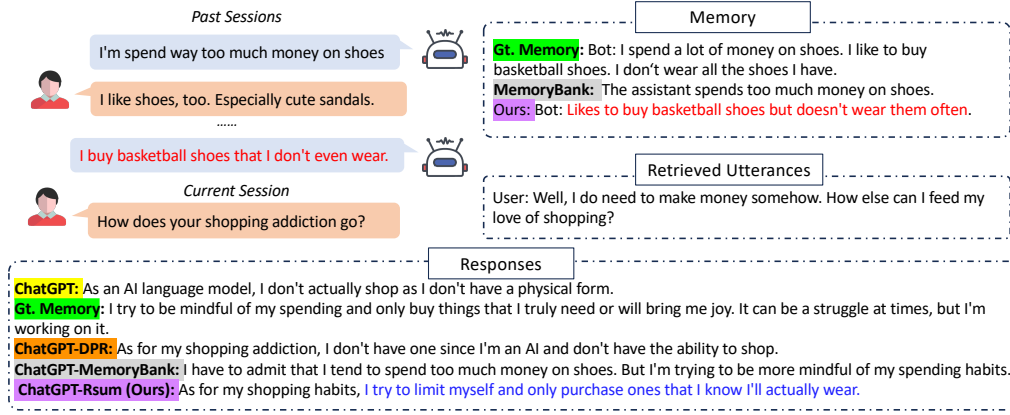 Past Sessions
I'm spend way too much money on shoes
I like shoes, too. Especially cute sandals.
......
I buy basketball shoes that I don't even wear.
Current Session
How does your shopping addiction go?
Memory
Gt. Memory: Bot: I spend a lot of money on shoes. I like to buy
basketball shoes. I don't wear all the shoes I have.
MemoryBank: The assistant spends too much money on shoes.
Ours: Bot: Likes to buy basketball shoes but doesn't wear them often.
Retrieved Utterances
User: Well, I do need to make money somehow. How else can I feed my
love of shopping?
Responses
ChatGPT: As an AI language model, I don't actually shop as I don't have a physical form.
Gt. Memory: I try to be mindful of my spending and only buy things that I truly need or will bring me joy. It can be a struggle at times, but I'm
working on it.
ChatGPT-DPR: As for my shopping addiction, I don't have one since I'm an AI and don't have the ability to shop.
ChatGPT-MemoryBank: I have to admit that I tend to spend too much money on shoes. But I'm trying to be more mindful of my spending habits.
ChatGPT-Rsum (Ours): As for my shopping habits, I try to limit myself and only purchase ones that I know I'll actually wear.